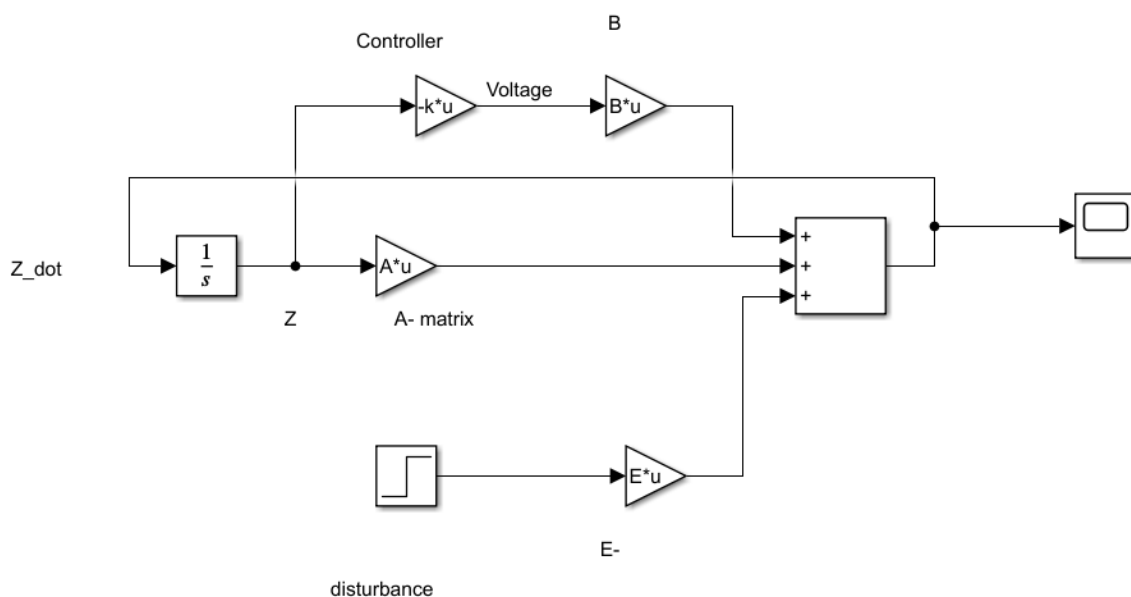 B
Controller
-k*u
Voltage
B*u
Z_dot
1
s
Z
A*u
A- matrix
+
+
+
E*u
E-
disturbance